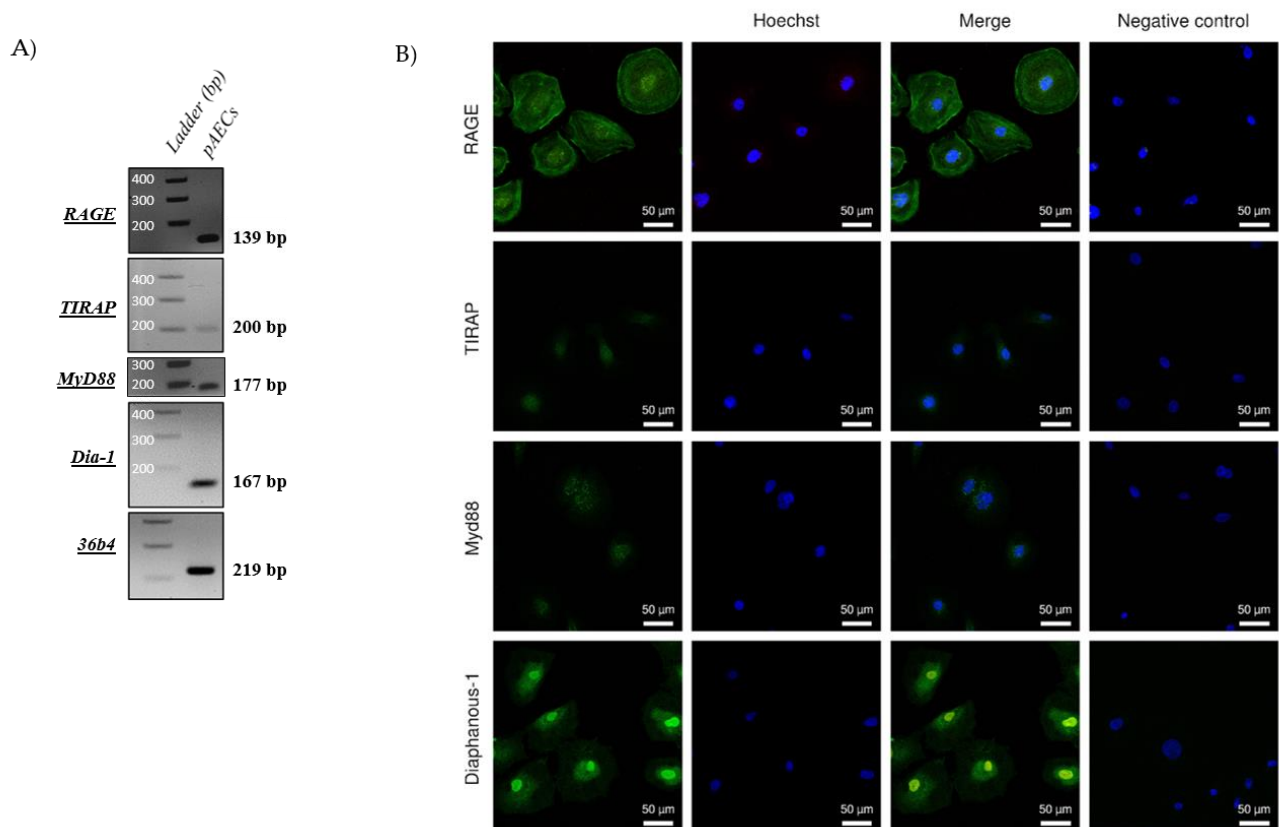 A)
Ladder (bp)
pAECs
RAGE
400
300
200
139 bp
TIRAP
400
300
200
200 bp
MyD88
300
200
177 bp
Dia-1
400
300
200
167 bp
36b4
219 bp
B)
Hoechst Merge Negative control
RAGE
50 µm 50 µm 50 µm 50 µm
TIRAP
50 µm 50 µm 50 µm 50 µm
Myd88
50 µm 50 µm 50 µm 50 µm
Diaphanous-1
50 µm 50 µm 50 µm 50 µm